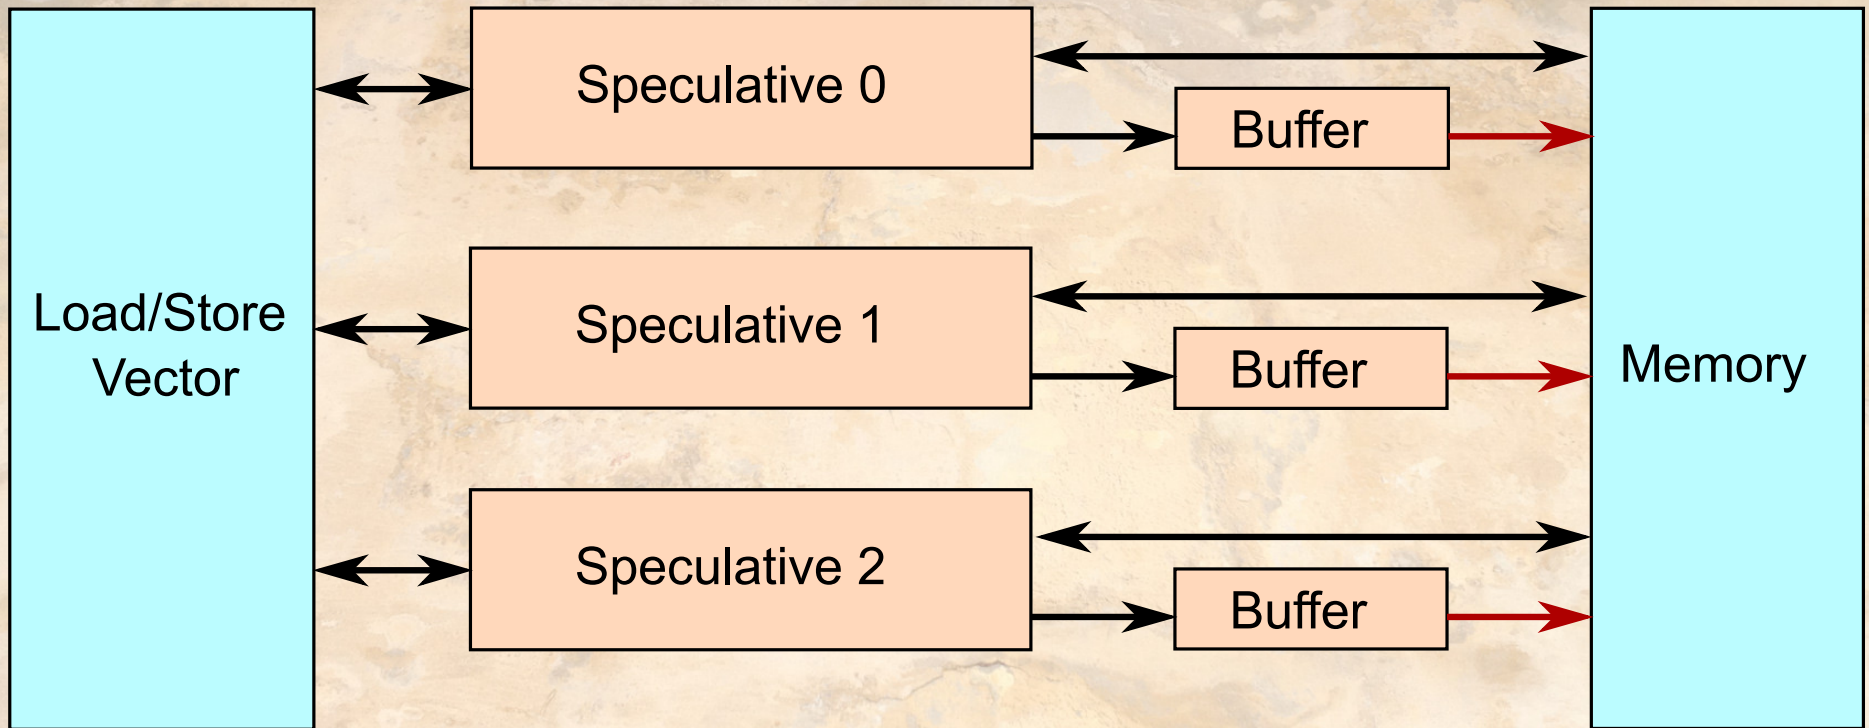 Load/Store
Vector
Speculative 0
Buffer
Speculative 1
Buffer
Speculative 2
Buffer
Memory